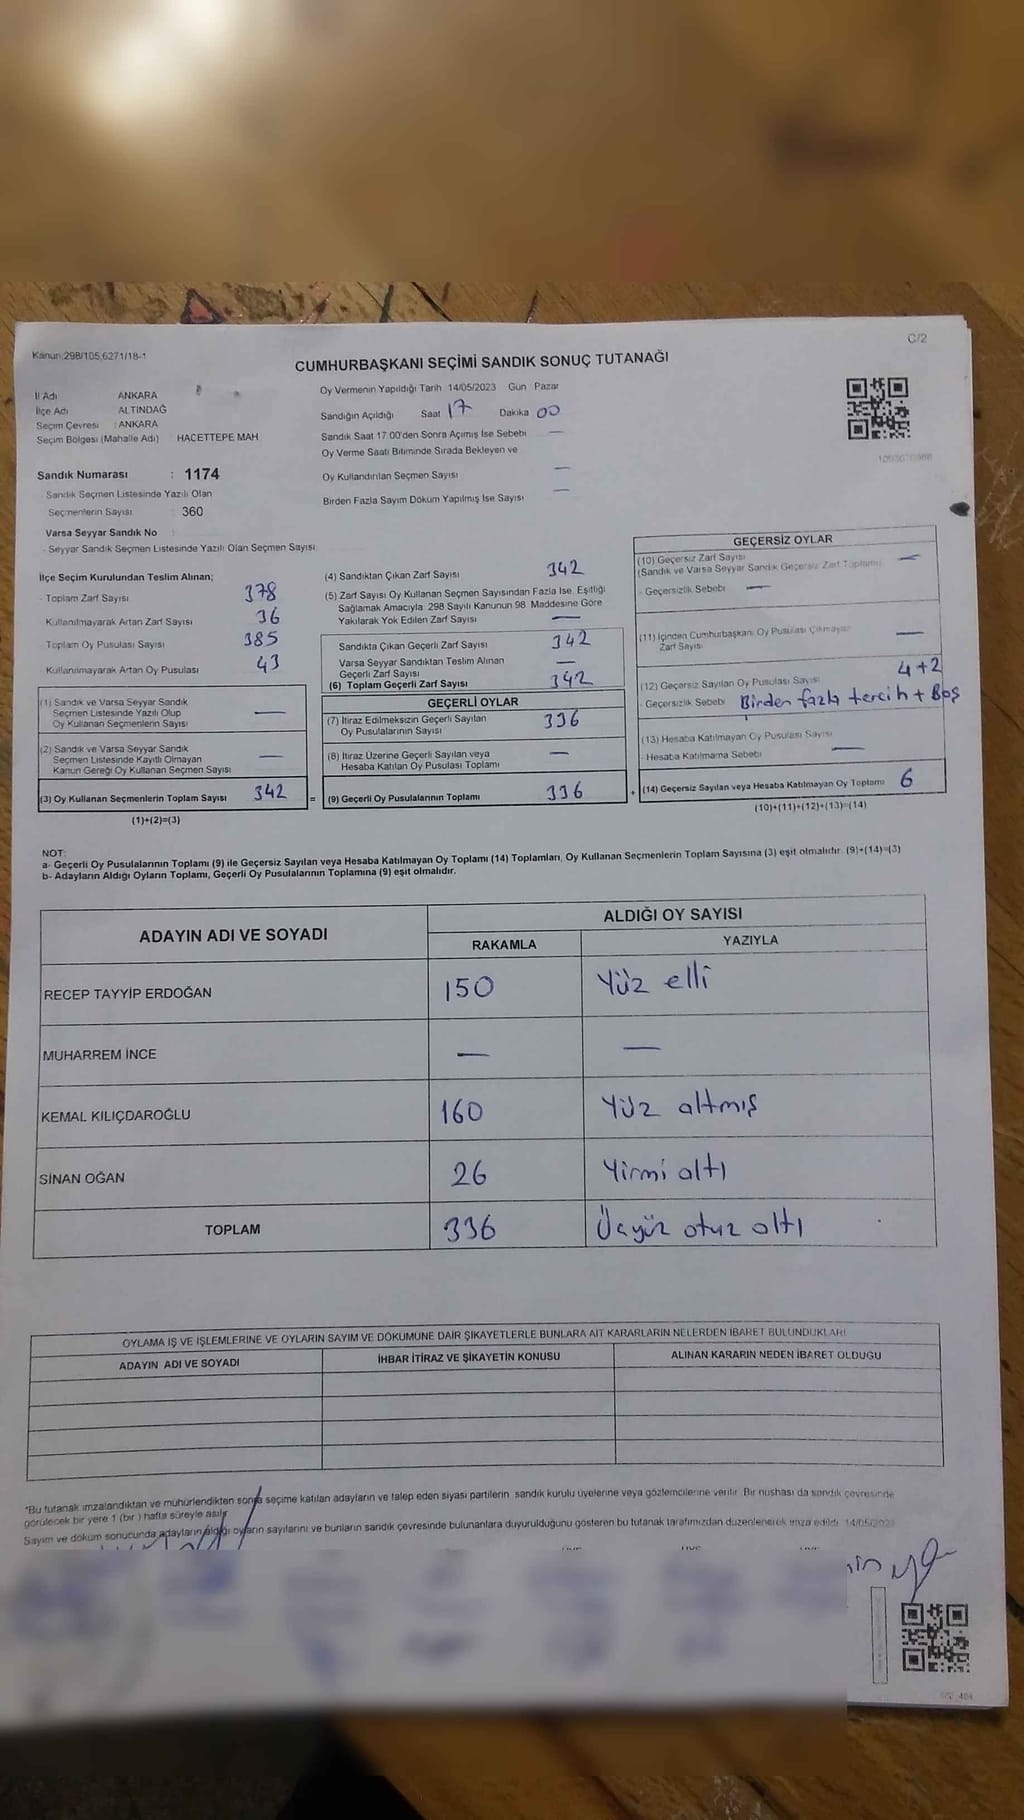 Kanun:298/105,6271/18-1
C/2
CUMHURBAŞKANI SEÇİMİ SANDIK SONUÇ TUTANAĞI
İl Adı ANKARA
İlçe Adı ALTINDAĞ
Seçim Çevresi : ANKARA
Seçim Bölgesi (Mahalle Adı) : HACETTEPE MAH
Sandık Numarası : 1174
- Sandık Seçmen Listesinde Yazılı Olan
Seçmenlerin Sayısı 360
Varsa Seyyar Sandık No :
- Seyyar Sandık Seçmen Listesinde Yazılı Olan Seçmen Sayısı
Oy Vermenin Yapıldığı Tarih 14/05/2023 Gün Pazar
Sandığın Açıldığı Saat 17 Dakika 00
Sandık Saat 17:00'den Sonra Açımış İse Sebebi —
Oy Verme Saati Bitiminde Sırada Bekleyen ve
Oy Kullandırılan Seçmen Sayısı —
Birden Fazla Sayım Döküm Yapılmış İse Sayısı —
İlçe Seçim Kurulundan Teslim Alınan;
- Toplam Zarf Sayısı 378
- Kullanılmayarak Artan Zarf Sayısı 36
- Toplam Oy Pusulası Sayısı 385
- Kullanılmayarak Artan Oy Pusulası 43
(1) Sandık ve Varsa Seyyar Sandık
Seçmen Listesinde Yazılı Olup
Oy Kullanan Seçmenlerin Sayısı —
(2) Sandık ve Varsa Seyyar Sandık
Seçmen Listesinde Kayıtlı Olmayan
Kanun Gereği Oy Kullanan Seçmen Sayısı —
(3) Oy Kullanan Seçmenlerin Toplam Sayısı 342 =
(1)+(2)=(3)
(4) Sandıktan Çıkan Zarf Sayısı 342
(5) Zarf Sayısı Oy Kullanan Seçmen Sayısından Fazla İse, Eşitliği
Sağlamak Amacıyla 298 Sayılı Kanunun 98. Maddesine Göre
Yakılarak Yok Edilen Zarf Sayısı —
Sandıkta Çıkan Geçerli Zarf Sayısı 342
Varsa Seyyar Sandıktan Teslim Alınan
Geçerli Zarf Sayısı —
(6) Toplam Geçerli Zarf Sayısı 342
GEÇERLİ OYLAR
(7) İtiraz Edilmeksizin Geçerli Sayılan
Oy Pusulalarının Sayısı 336
(8) İtiraz Üzerine Geçerli Sayılan veya
Hesaba Katılan Oy Pusulası Toplamı —
(9) Geçerli Oy Pusulalarının Toplamı 336 +
GEÇERSİZ OYLAR
(10) Geçersiz Zarf Sayısı —
(Sandık ve Varsa Seyyar Sandık Geçersiz Zarf Toplamı)
- Geçersizlik Sebebi —
(11) İçinden Cumhurbaşkanı Oy Pusulası Çıkmayan
Zarf Sayısı —
(12) Geçersiz Sayılan Oy Pusulası Sayısı 4+2
- Geçersizlik Sebebi Birden fazla tercih + Boş
(13) Hesaba Katılmayan Oy Pusulası Sayısı
- Hesaba Katılmama Sebebi —
(14) Geçersiz Sayılan veya Hesaba Katılmayan Oy Toplamı 6
(10)+(11)+(12)+(13)=(14)
NOT:
a- Geçerli Oy Pusulalarının Toplamı (9) ile Geçersiz Sayılan veya Hesaba Katılmayan Oy Toplamı (14) Toplamları, Oy Kullanan Seçmenlerin Toplam Sayısına (3) eşit olmalıdır. (9)+(14)=(3)
b- Adayların Aldığı Oyların Toplamı, Geçerli Oy Pusulalarının Toplamına (9) eşit olmalıdır.
ADAYIN ADI VE SOYADI
ALDIĞI OY SAYISI
RAKAMLA YAZIYLA
RECEP TAYYİP ERDOĞAN 150 Yüz elli
MUHARREM İNCE — —
KEMAL KILIÇDAROĞLU 160 Yüz altmış
SİNAN OĞAN 26 Yirmi altı
TOPLAM 336 Üçyüz otuz altı
OYLAMA İŞ VE İŞLEMLERİNE VE OYLARIN SAYIM VE DÖKÜMÜNE DAİR ŞİKAYETLERLE BUNLARA AİT KARARLARIN NELERDEN İBARET BULUNDUKLARI
ADAYIN ADI VE SOYADI İHBAR İTİRAZ VE ŞİKAYETİN KONUSU ALINAN KARARIN NEDEN İBARET OLDUĞU
*Bu tutanak imzalandıktan ve mühürlendikten sonra seçime katılan adayların ve talep eden siyasi partilerin sandık kurulu üyelerine veya gözlemcilerine verilir. Bir nüshası da sandık çevresinde
görülecek bir yere 1 (bir ) hafta süreyle asılır
Sayım ve döküm sonucunda adayların aldığı oyların sayılarını ve bunların sandık çevresinde bulunanlara duyurulduğunu gösteren bu tutanak tarafımızdan düzenlenerek imza edildi. 14/05/2023